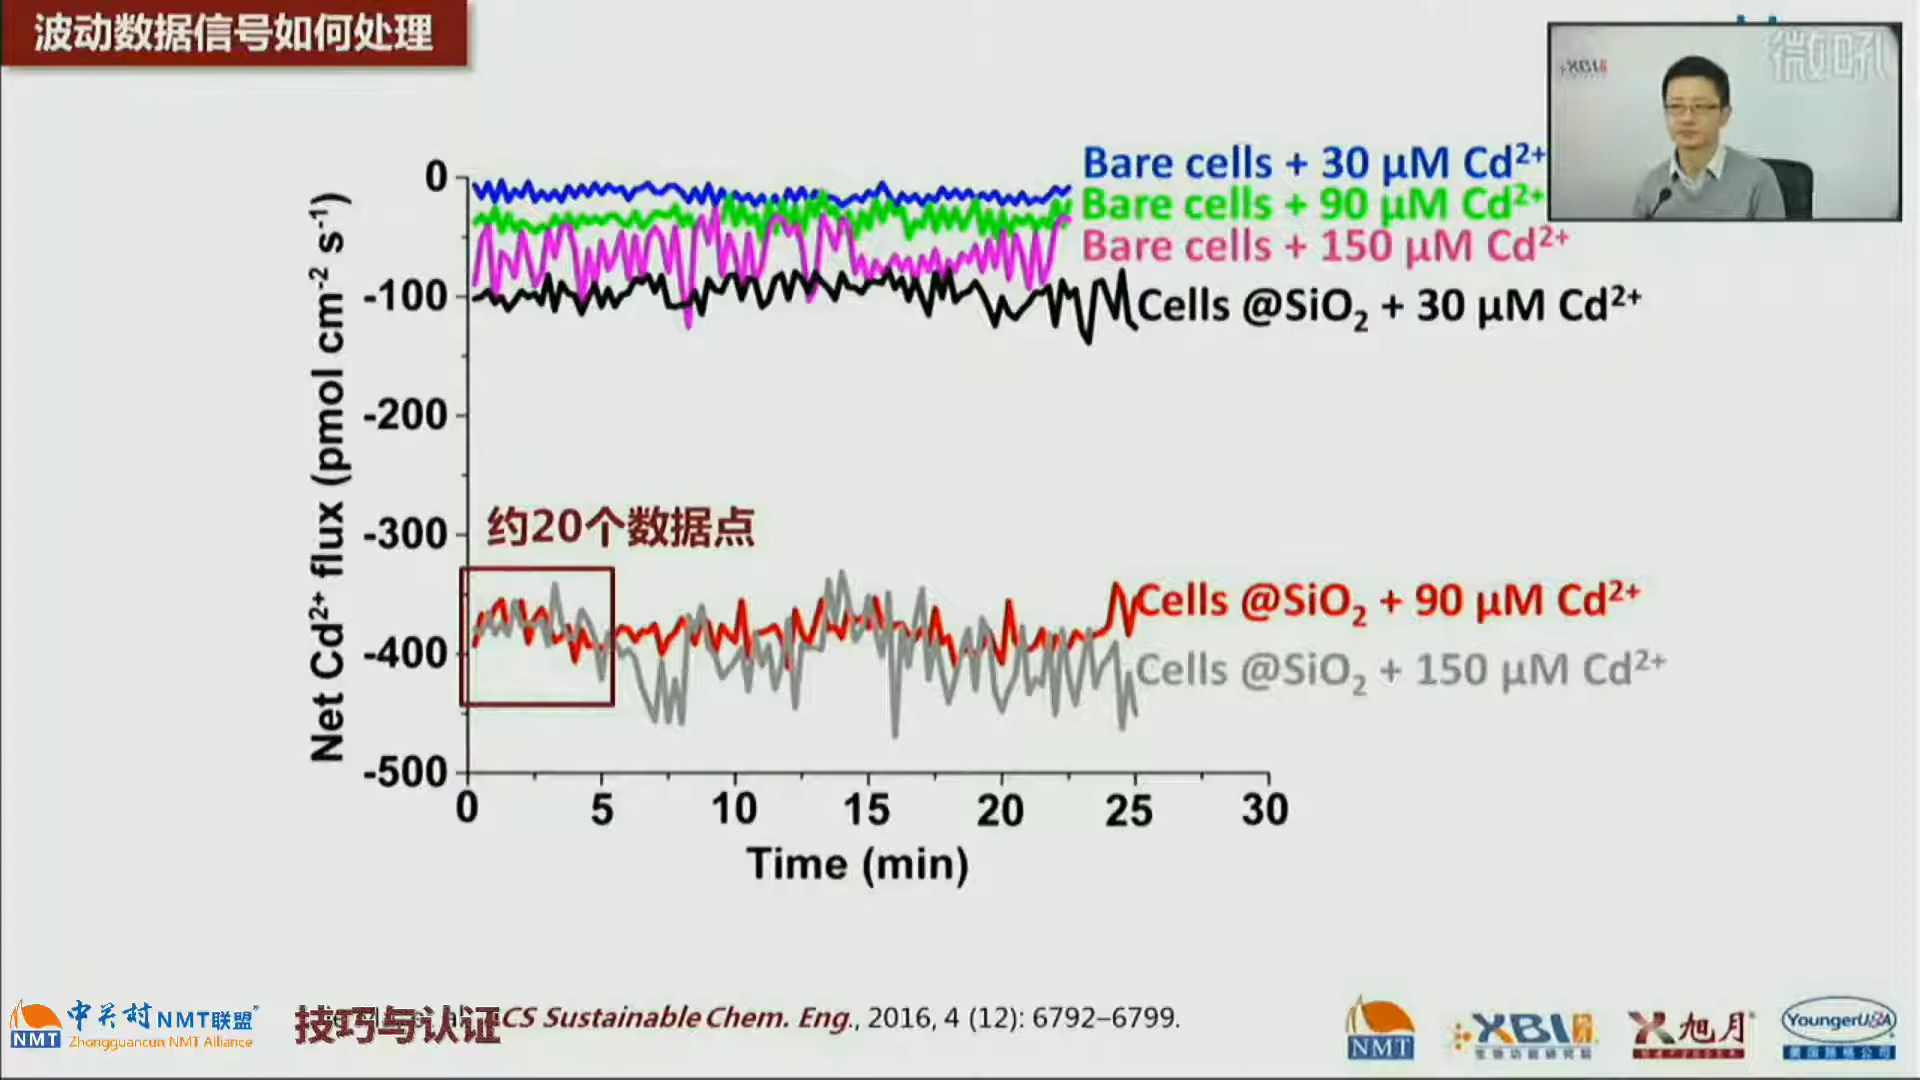 波动数据信号如何处理
微吼
Bare cells + 30 μM Cd²⁺
Bare cells + 90 μM Cd²⁺
Bare cells + 150 μM Cd²⁺
Cells @SiO₂ + 30 μM Cd²⁺
Net Cd²⁺ flux (pmol cm⁻² s⁻¹)
0
-100
-200
-300
-400
-500
约20个数据点
Cells @SiO₂ + 90 μM Cd²⁺
Cells @SiO₂ + 150 μM Cd²⁺
0 5 10 15 20 25 30
Time (min)
NMT
中关村NMT联盟
Zhongguancun NMT Alliance
技巧与认证
CS Sustainable Chem. Eng., 2016, 4 (12): 6792–6799.
NMT
XBI
旭月
YoungerUSA